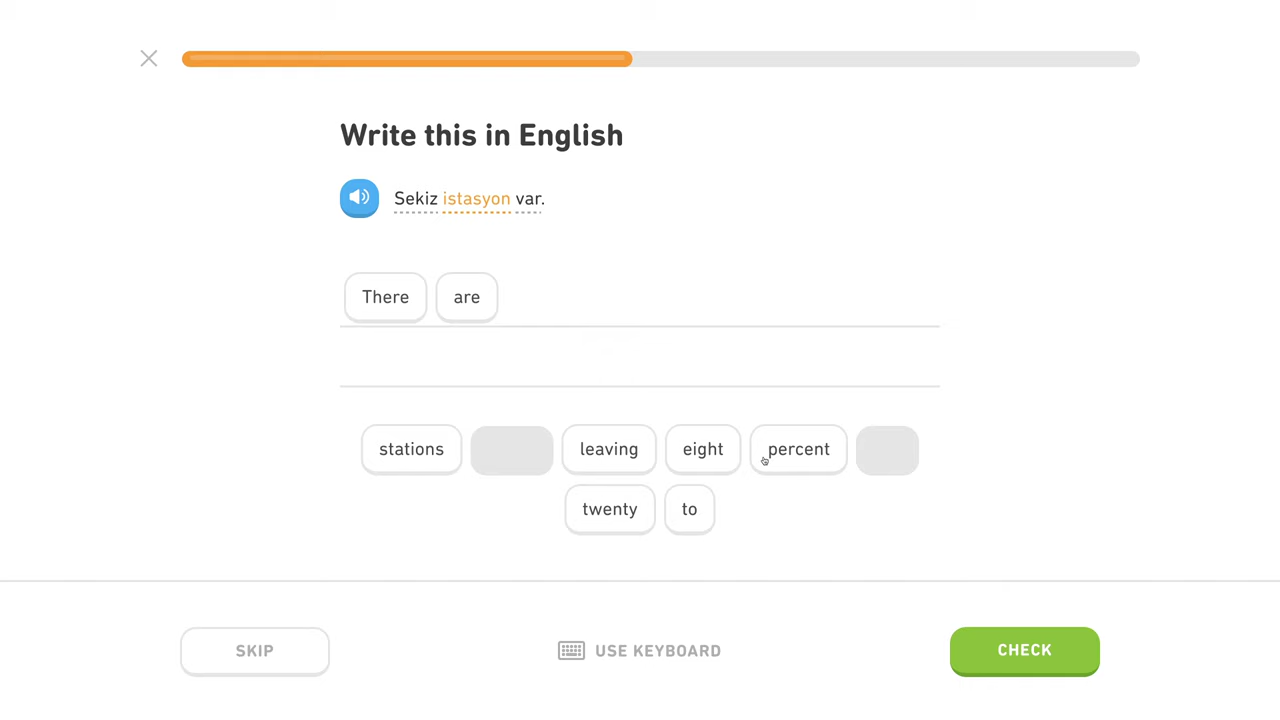 Write this in English
Sekiz istasyon var.
There are
stations leaving eight percent
twenty to
SKIP USE KEYBOARD CHECK